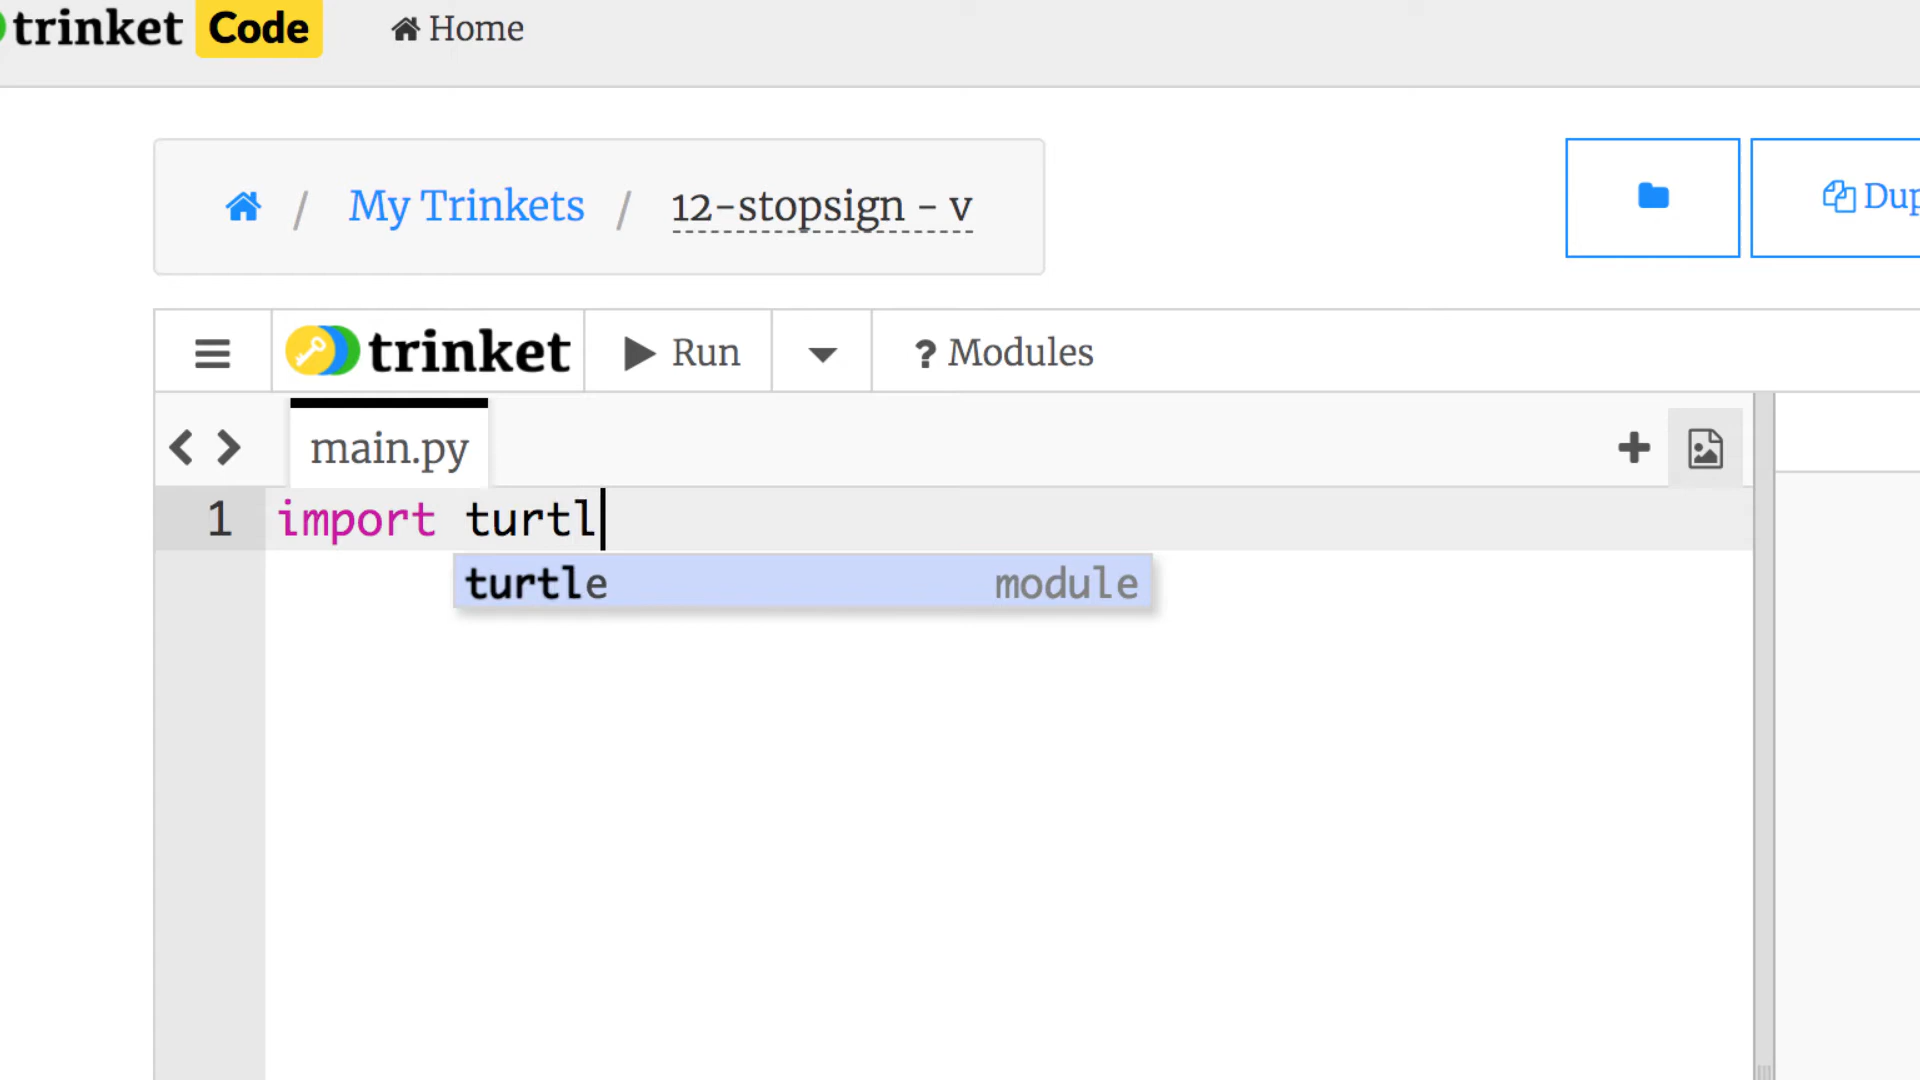 trinket Code Home
/ My Trinkets / 12-stopsign - v
Dup
trinket Run ? Modules
main.py
1 import turtl
turtle module